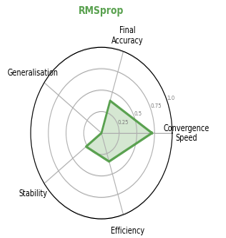 RMSprop
Final
Accuracy
Generalisation
1.0
0.75
0.5
0.25
Convergence
Speed
Stability
Efficiency